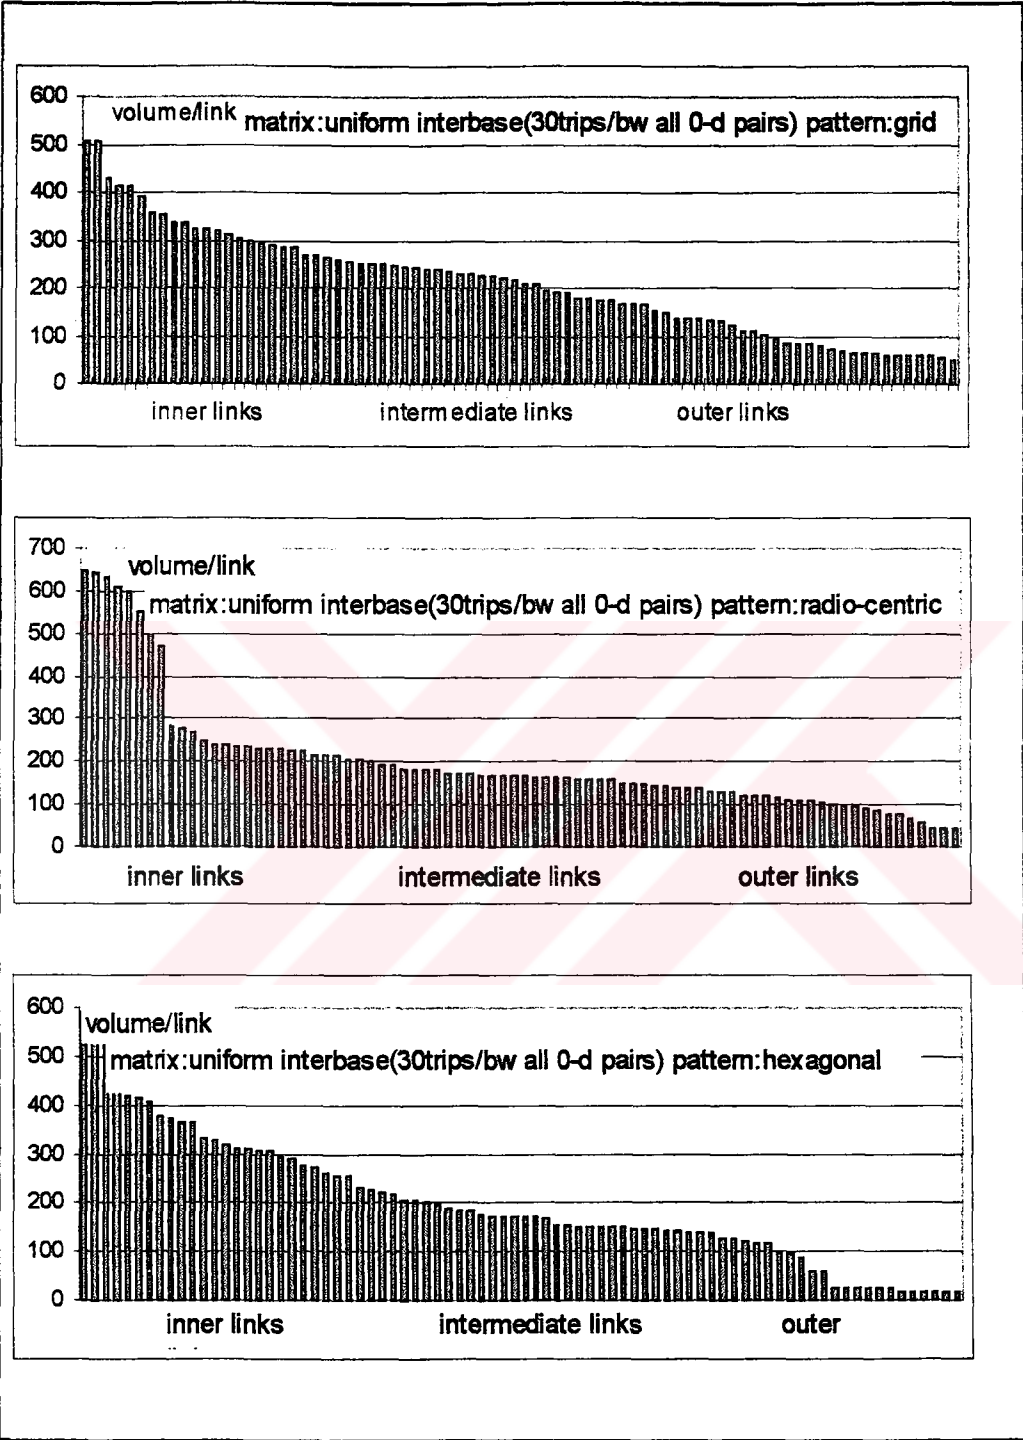 600
volume/link matrix:uniform interbase(30trips/bw all 0-d pairs) pattern:grid
500
400
300
200
100
0
inner links intermediate links outer links
700
volume/link
600
matrix:uniform interbase(30trips/bw all 0-d pairs) pattern:radio-centric
500
400
300
200
100
0
inner links intermediate links outer links
600
volume/link
500
matrix:uniform interbase(30trips/bw all 0-d pairs) pattern:hexagonal
400
300
200
100
0
inner links intermediate links outer